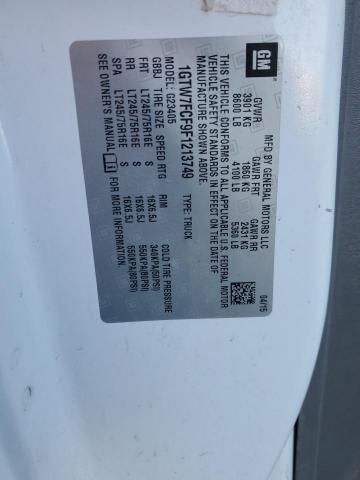 GM
MFD BY GENERAL MOTORS LLC
04/15
GVWR
GAWR FRT
GAWR RR
3901 KG
1860 KG
2431 KG
8600 LB
4100 LB
5360 LB
THIS VEHICLE CONFORMS TO ALL APPLICABLE U.S. FEDERAL MOTOR
VEHICLE SAFETY STANDARDS IN EFFECT ON THE DATE OF
MANUFACTURE SHOWN ABOVE.
1GTW7FCF9F1213749
TYPE: TRUCK
MODEL: G23405
GBBJ TIRE SIZE SPEED RTG RIM COLD TIRE PRESSURE
FRT LT245/75R16E S 16X6.5J 340KPA(50PSI)
RR LT245/75R16E S 16X6.5J 550KPA(80PSI)
SPA LT245/75R16E S 16X6.5J 550KPA(80PSI)
SEE OWNER'S MANUAL